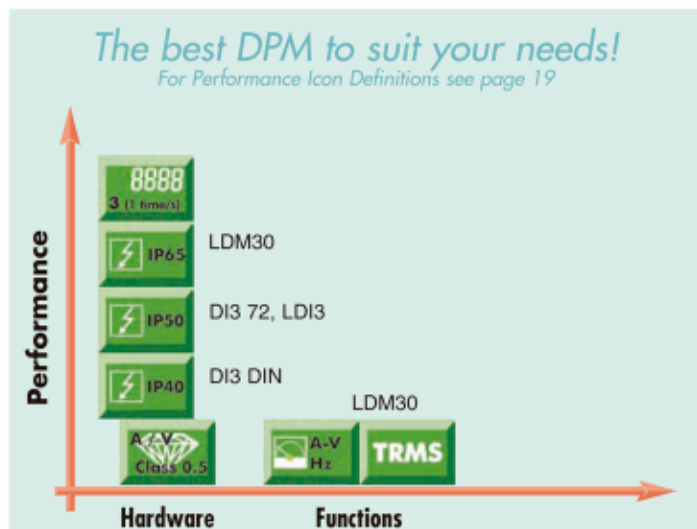 The best DPM to suit your needs!
For Performance Icon Definitions see page 19
Performance
8888
3 (1 time/s)
IP65
LDM30
IP50
DI3 72, LDI3
IP40
DI3 DIN
LDM30
A / V
Class 0.5
A-V
Hz
TRMS
Hardware
Functions